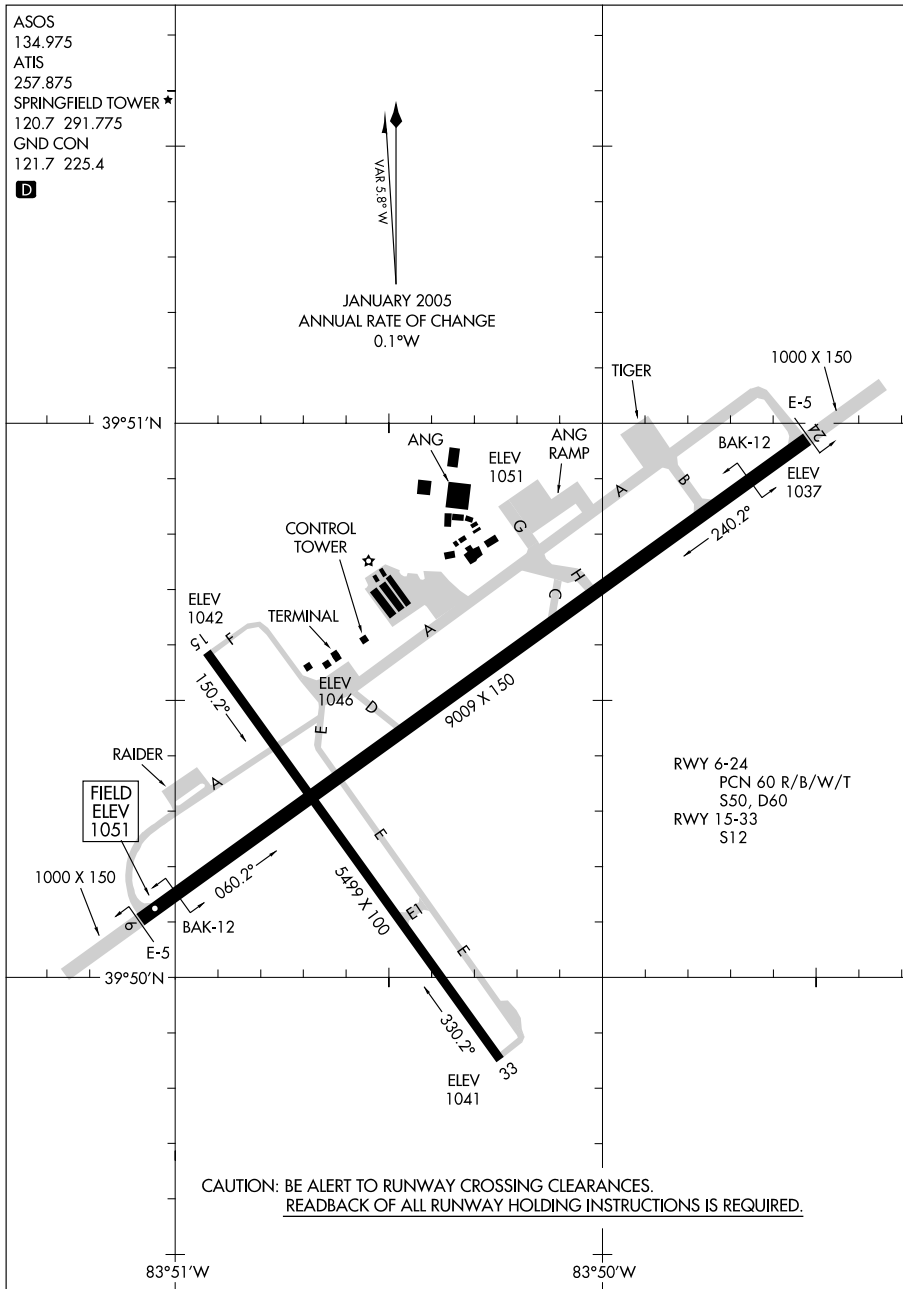 ASOS
134.975
ATIS
257.875
SPRINGFIELD TOWER ★
120.7 291.775
GND CON
121.7 225.4
D
VAR 5.8° W
JANUARY 2005
ANNUAL RATE OF CHANGE
0.1°W
1000 X 150
TIGER
E-5
39°51'N
24
ANG
ELEV
1051
ANG
RAMP
BAK-12
ELEV
1037
A
B
240.2°
G
CONTROL
TOWER
H
C
ELEV
1042
TERMINAL
15
F
A
ELEV
1046
150.2°
D
E
9009 X 150
RAIDER
A
RWY 6-24
PCN 60 R/B/W/T
S50, D60
RWY 15-33
S12
FIELD
ELEV
1051
E
060.2°
5499 X 100
1000 X 150
E1
BAK-12
6
E-5
E
39°50'N
330.2°
33
ELEV
1041
CAUTION: BE ALERT TO RUNWAY CROSSING CLEARANCES.
READBACK OF ALL RUNWAY HOLDING INSTRUCTIONS IS REQUIRED.
83°51'W
83°50'W